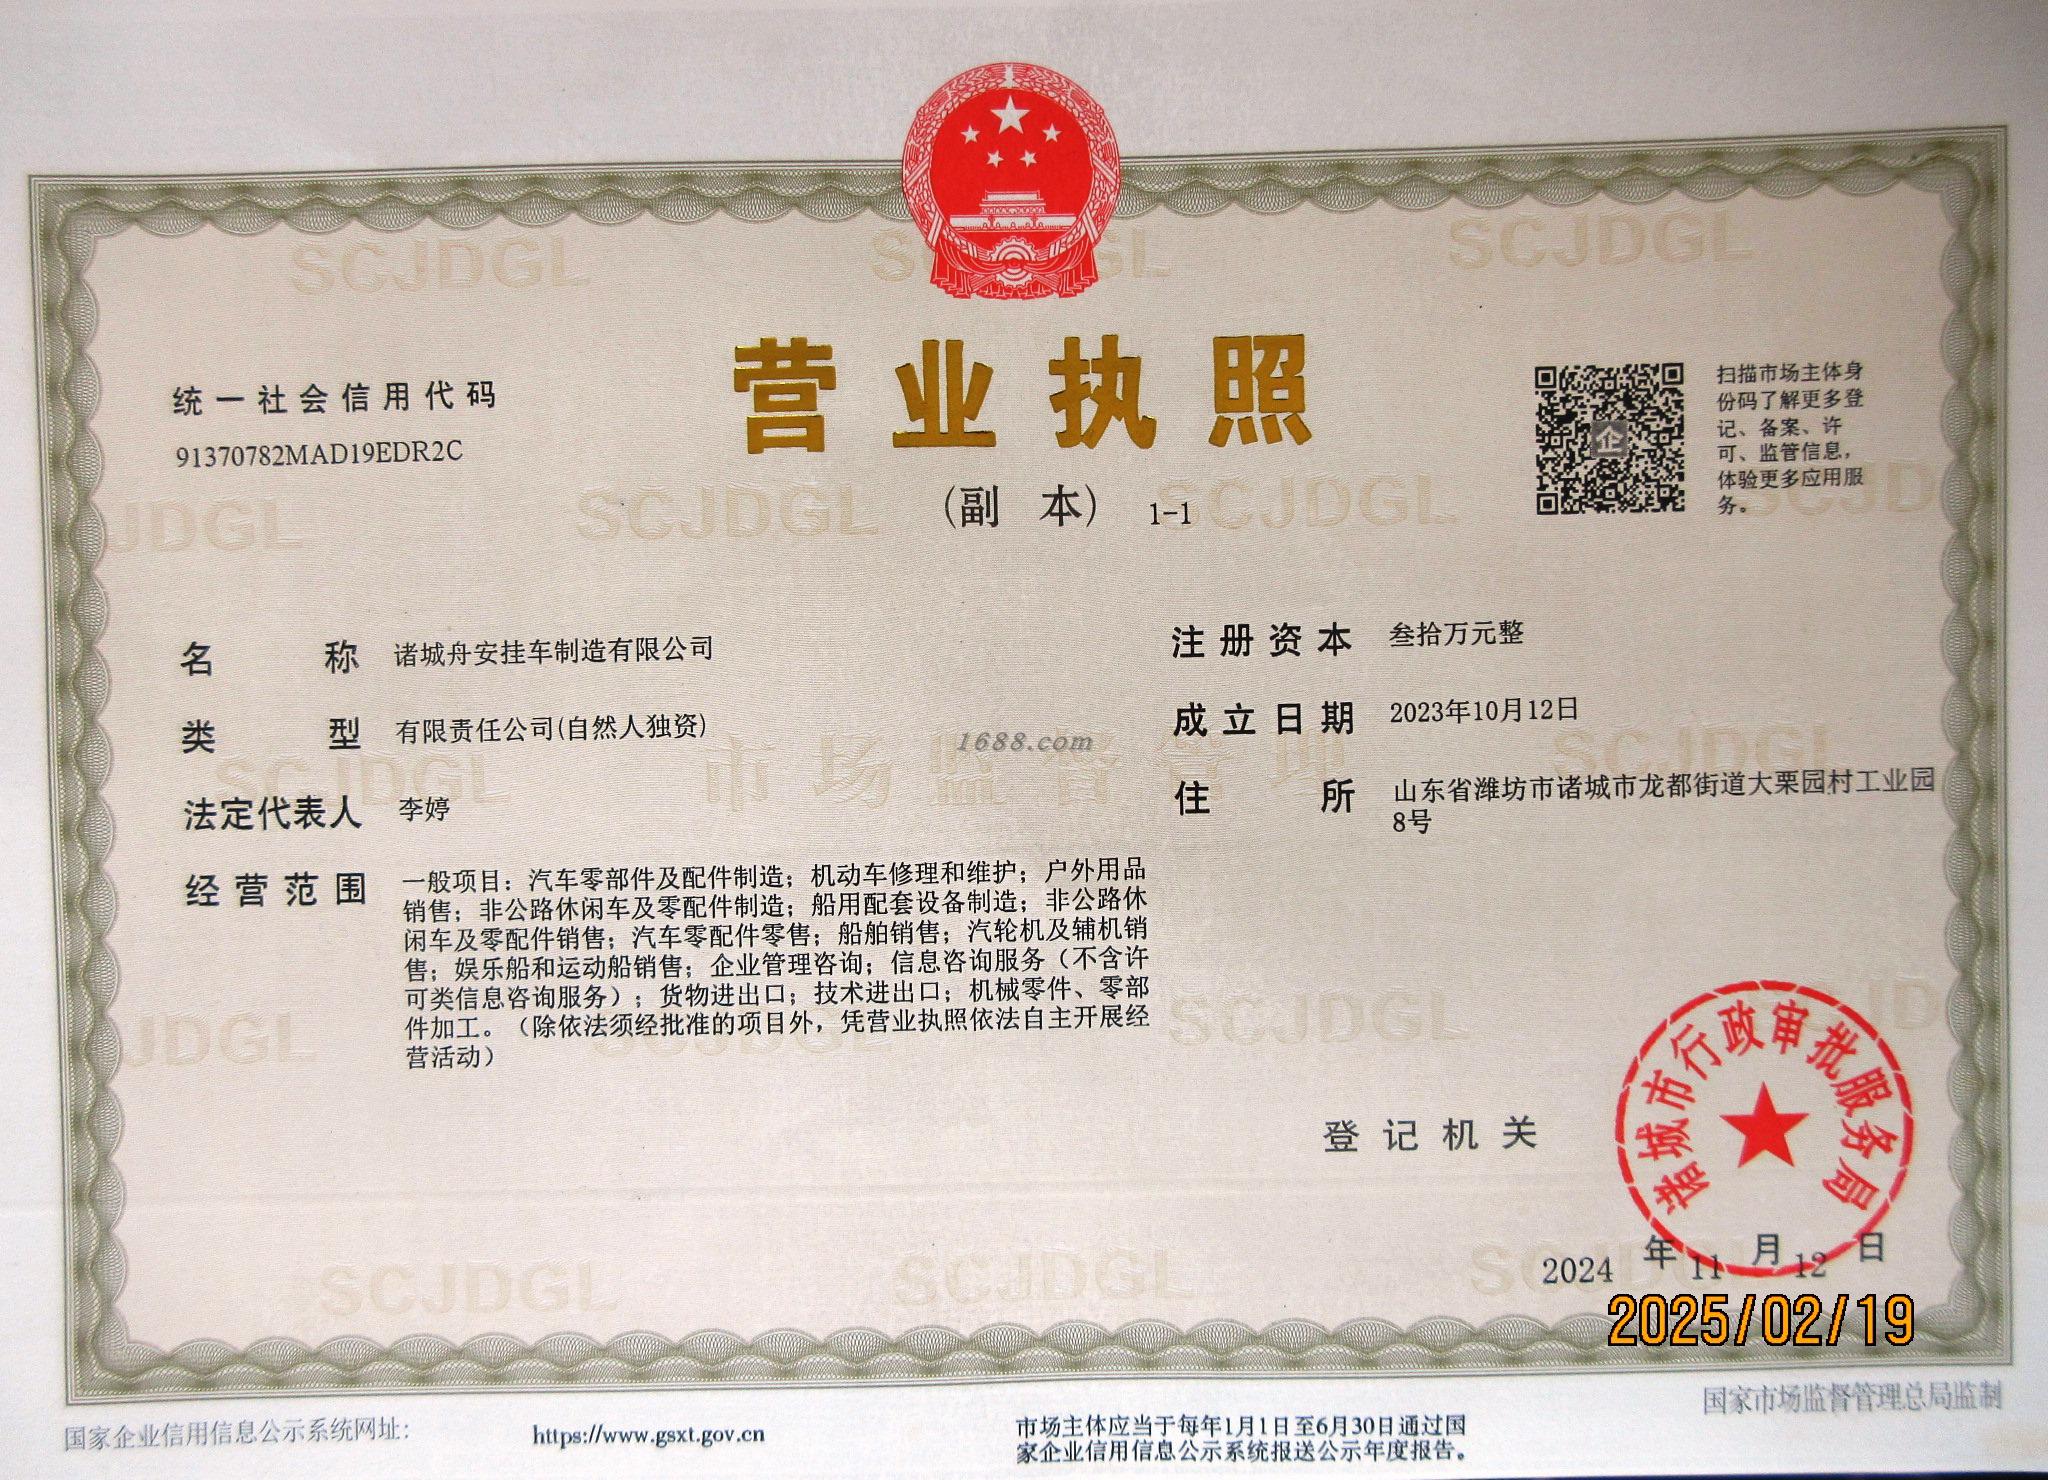 营业执照
(副 本) 1-1
统一社会信用代码
91370782MAD19EDR2C
扫描市场主体身
份码了解更多登
记、备案、许
可、监管信息，
体验更多应用服
务。
名称 诸城舟安挂车制造有限公司
类型 有限责任公司(自然人独资)
法定代表人 李婷
经营范围 一般项目：汽车零部件及配件制造；机动车修理和维护；户外用品
销售；非公路休闲车及零配件制造；船用配套设备制造；非公路休
闲车及零配件销售；汽车零配件零售；船舶销售；汽轮机及辅机销
售；娱乐船和运动船销售；企业管理咨询；信息咨询服务（不含许
可类信息咨询服务）；货物进出口；技术进出口；机械零件、零部
件加工。（除依法须经批准的项目外，凭营业执照依法自主开展经
营活动）
注册资本 叁拾万元整
成立日期 2023年10月12日
住所 山东省潍坊市诸城市龙都街道大栗园村工业园
8号
1688.com
市场监督管理
SCJDGL
登记机关
诸城市行政审批服务局
2024年11月12日
2025/02/19
国家企业信用信息公示系统网址：
https://www.gsxt.gov.cn
市场主体应当于每年1月1日至6月30日通过国
家企业信用信息公示系统报送公示年度报告。
国家市场监督管理总局监制